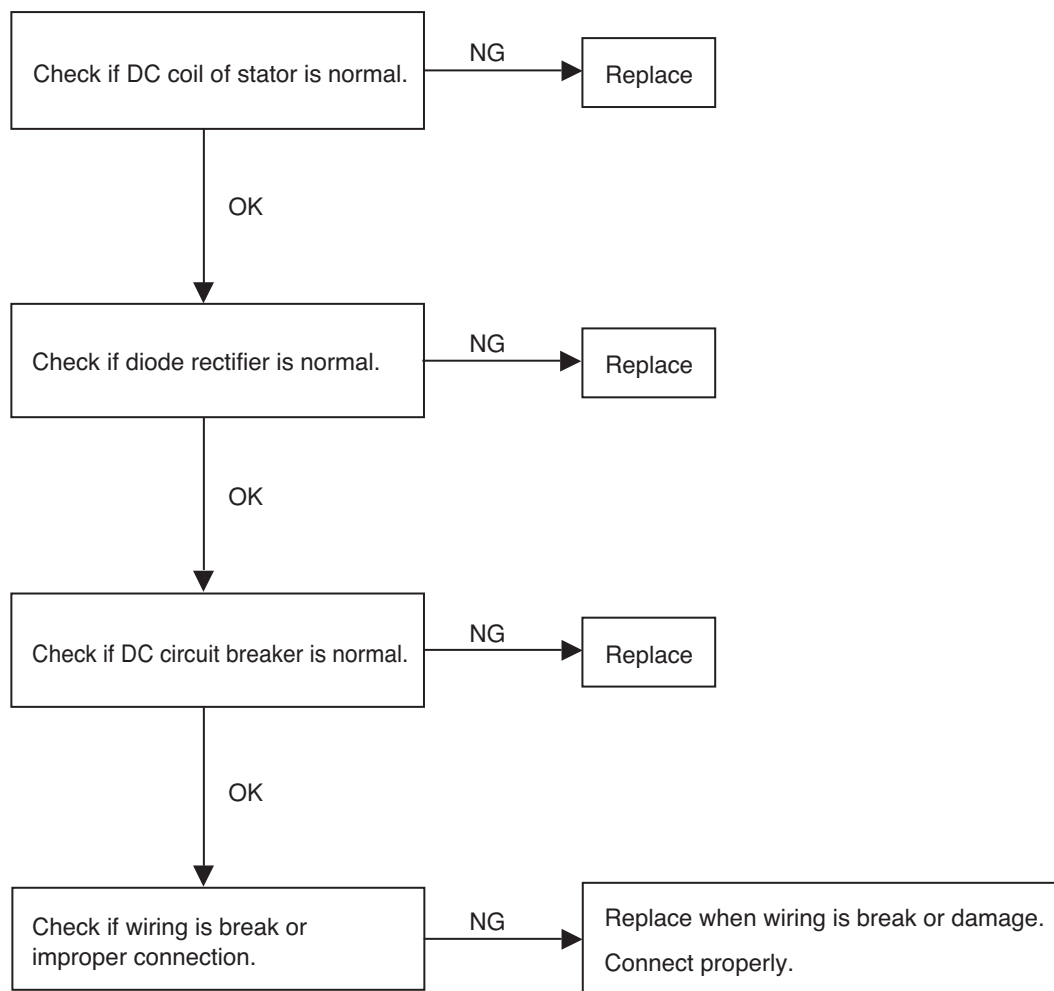 Check if DC coil of stator is normal.
NG
Replace
OK
Check if diode rectifier is normal.
NG
Replace
OK
Check if DC circuit breaker is normal.
NG
Replace
OK
Check if wiring is break or
improper connection.
NG
Replace when wiring is break or damage.
Connect properly.